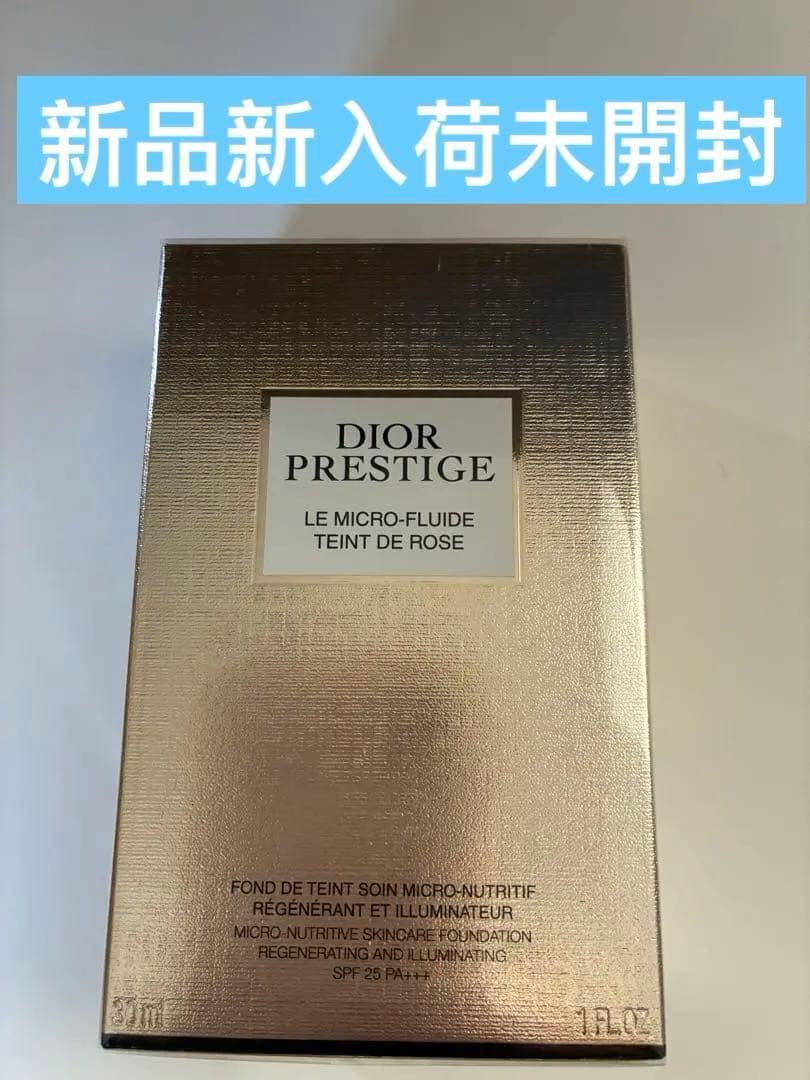 新品新入荷未開封
DIOR
PRESTIGE
LE MICRO-FLUIDE
TEINT DE ROSE
FOND DE TEINT SOIN MICRO-NUTRITIF
RÉGÉNÉRANT ET ILLUMINATEUR
MICRO-NUTRITIVE SKINCARE FOUNDATION
REGENERATING AND ILLUMINATING
SPF 25 PA+++
30 ml
1 FL.OZ